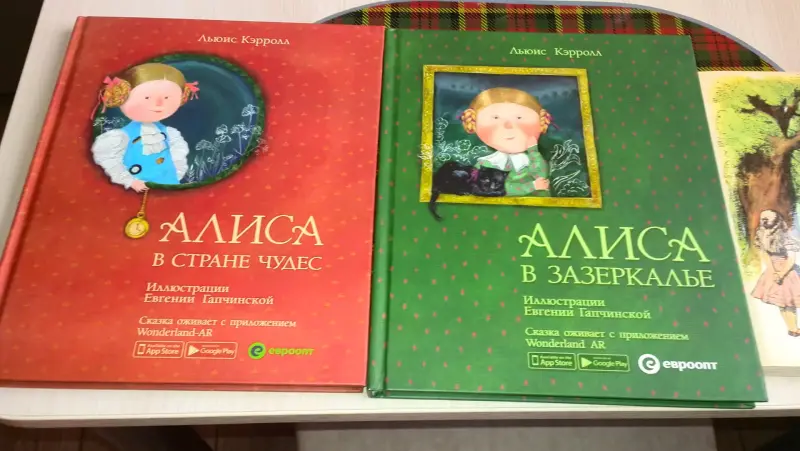 Льюис Кэрролл
АЛИСА
В СТРАНЕ ЧУДЕС
Иллюстрации
Евгении Гапчинской
Сказка оживает с приложением
Wonderland-AR
App Store
Google Play
евроопт
Льюис Кэрролл
АЛИСА
В ЗАЗЕРКАЛЬЕ
Иллюстрации
Евгении Гапчинской
Сказка оживает с приложением
Wonderland AR
App Store
Google Play
евроопт